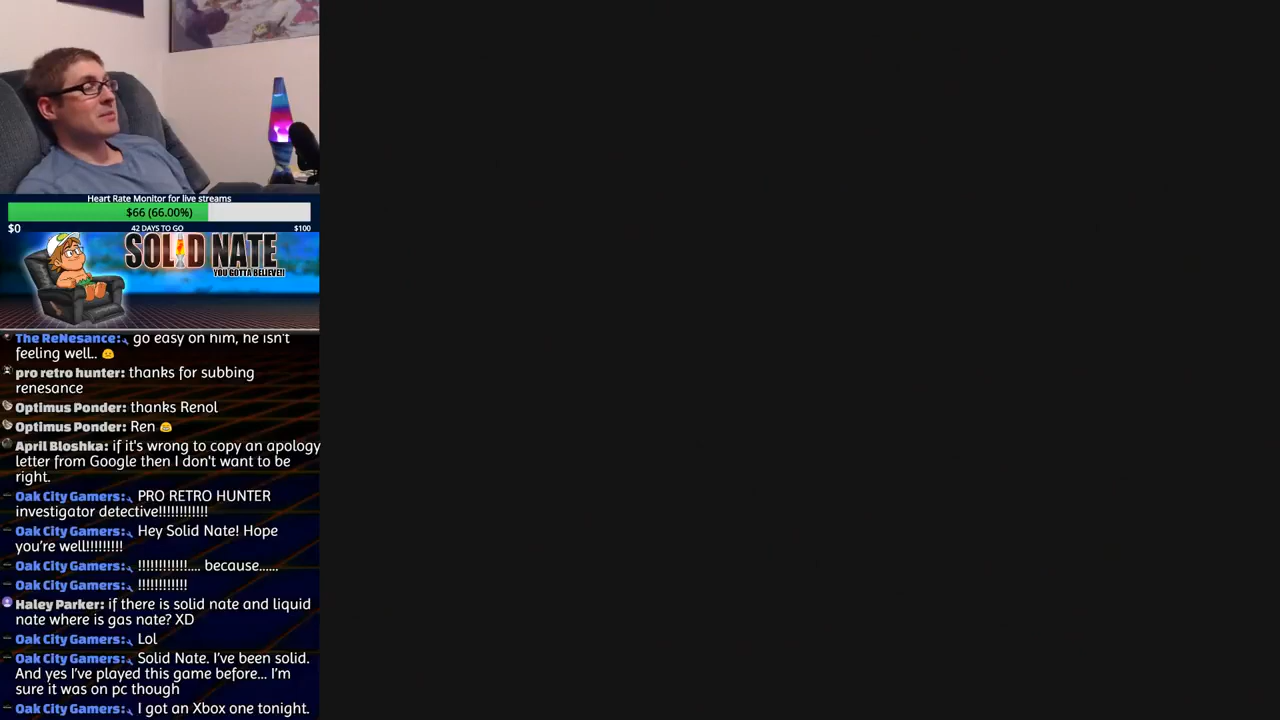 Heart Rate Monitor for live streams
$66 (66.00%)
$0 42 DAYS TO GO $100
SOLID NATE
YOU GOTTA BELIEVE!!
The ReNesance: go easy on him, he isn't
feeling well..
pro retro hunter: thanks for subbing
renesance
Optimus Ponder: thanks Renol
Optimus Ponder: Ren
April Bloshka: if it's wrong to copy an apology
letter from Google then I don't want to be
right.
Oak City Gamers: PRO RETRO HUNTER
investigator detective!!!!!!!!!!!!
Oak City Gamers: Hey Solid Nate! Hope
you're well!!!!!!!!!
Oak City Gamers: !!!!!!!!!!!!.... because......
Oak City Gamers: !!!!!!!!!!!!
Haley Parker: if there is solid nate and liquid
nate where is gas nate? XD
Oak City Gamers: Lol
Oak City Gamers: Solid Nate. I've been solid.
And yes I've played this game before... I'm
sure it was on pc though
Oak City Gamers: I got an Xbox one tonight.